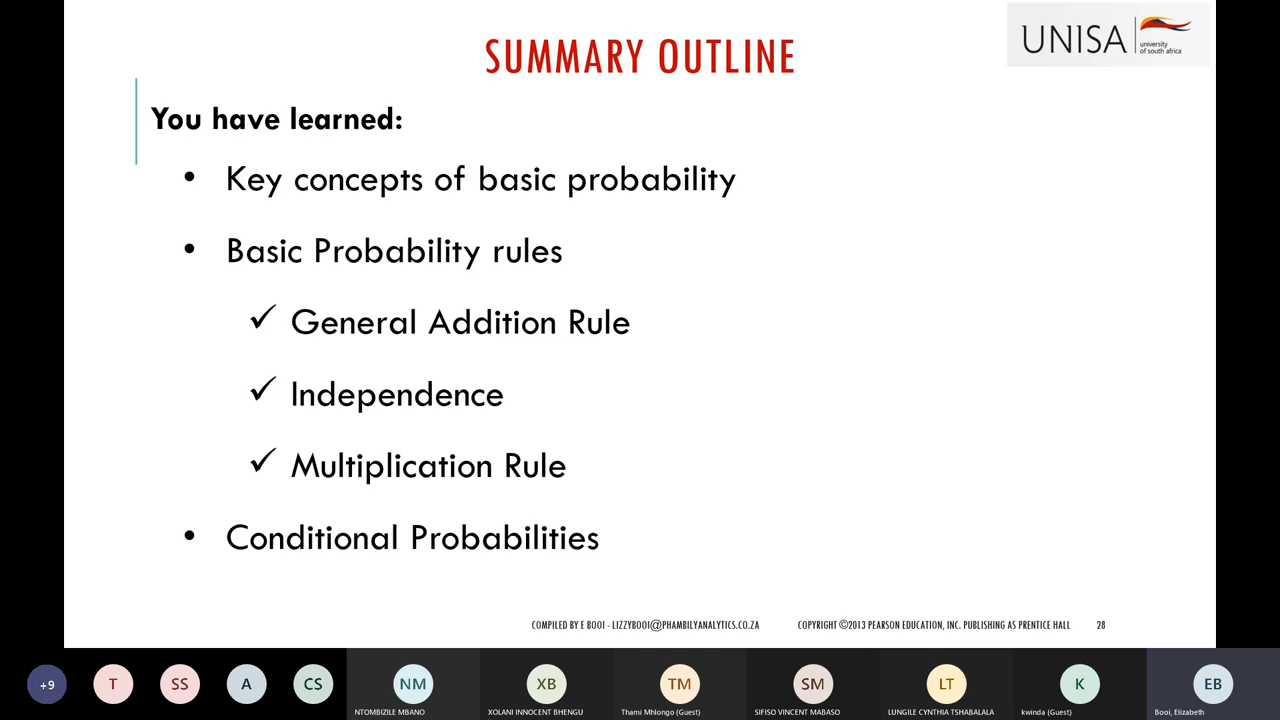 SUMMARY OUTLINE
UNISA
university
of south africa
You have learned:
• Key concepts of basic probability
• Basic Probability rules
✓ General Addition Rule
✓ Independence
✓ Multiplication Rule
• Conditional Probabilities
COMPILED BY E BOOI - LIZZYBOOI@PHAMBILYANALYTICS.CO.ZA COPYRIGHT ©2013 PEARSON EDUCATION, INC. PUBLISHING AS PRENTICE HALL 28
+9 T SS A CS NM XB TM SM LT K EB
NTOMBIZILE MBANO XOLANI INNOCENT BHENGU Thami Mhlongo (Guest) SIFISO VINCENT MABASO LUNGILE CYNTHIA TSHABALALA kwinda (Guest) Booi, Elizabeth